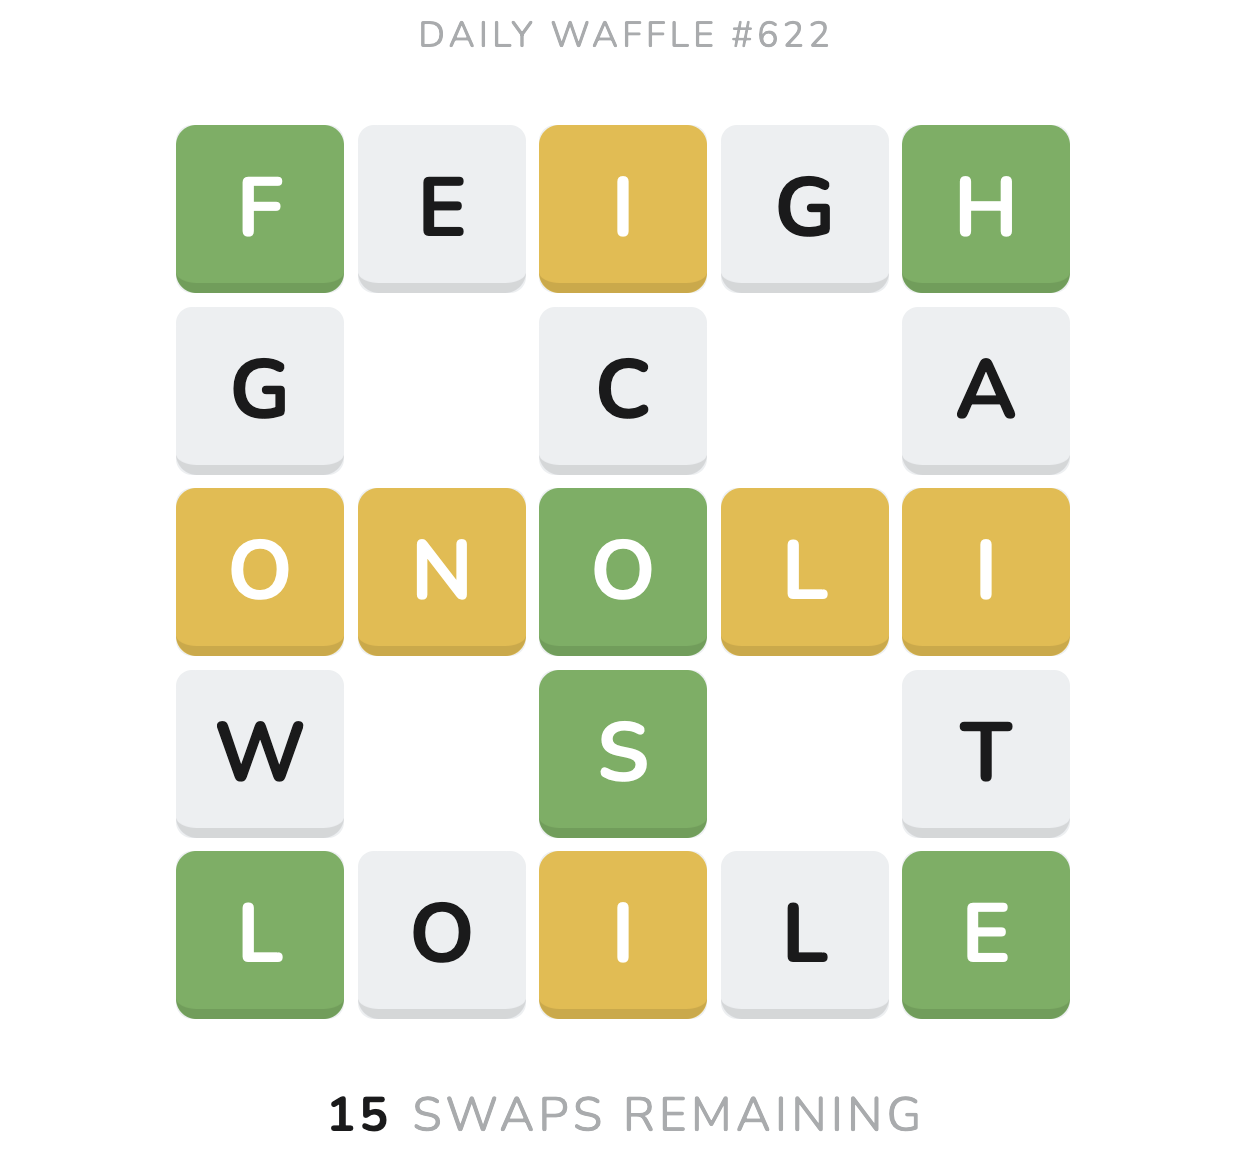 DAILY WAFFLE #622
F E I G H
G C A
O N O L I
W S T
L O I L E
15 SWAPS REMAINING